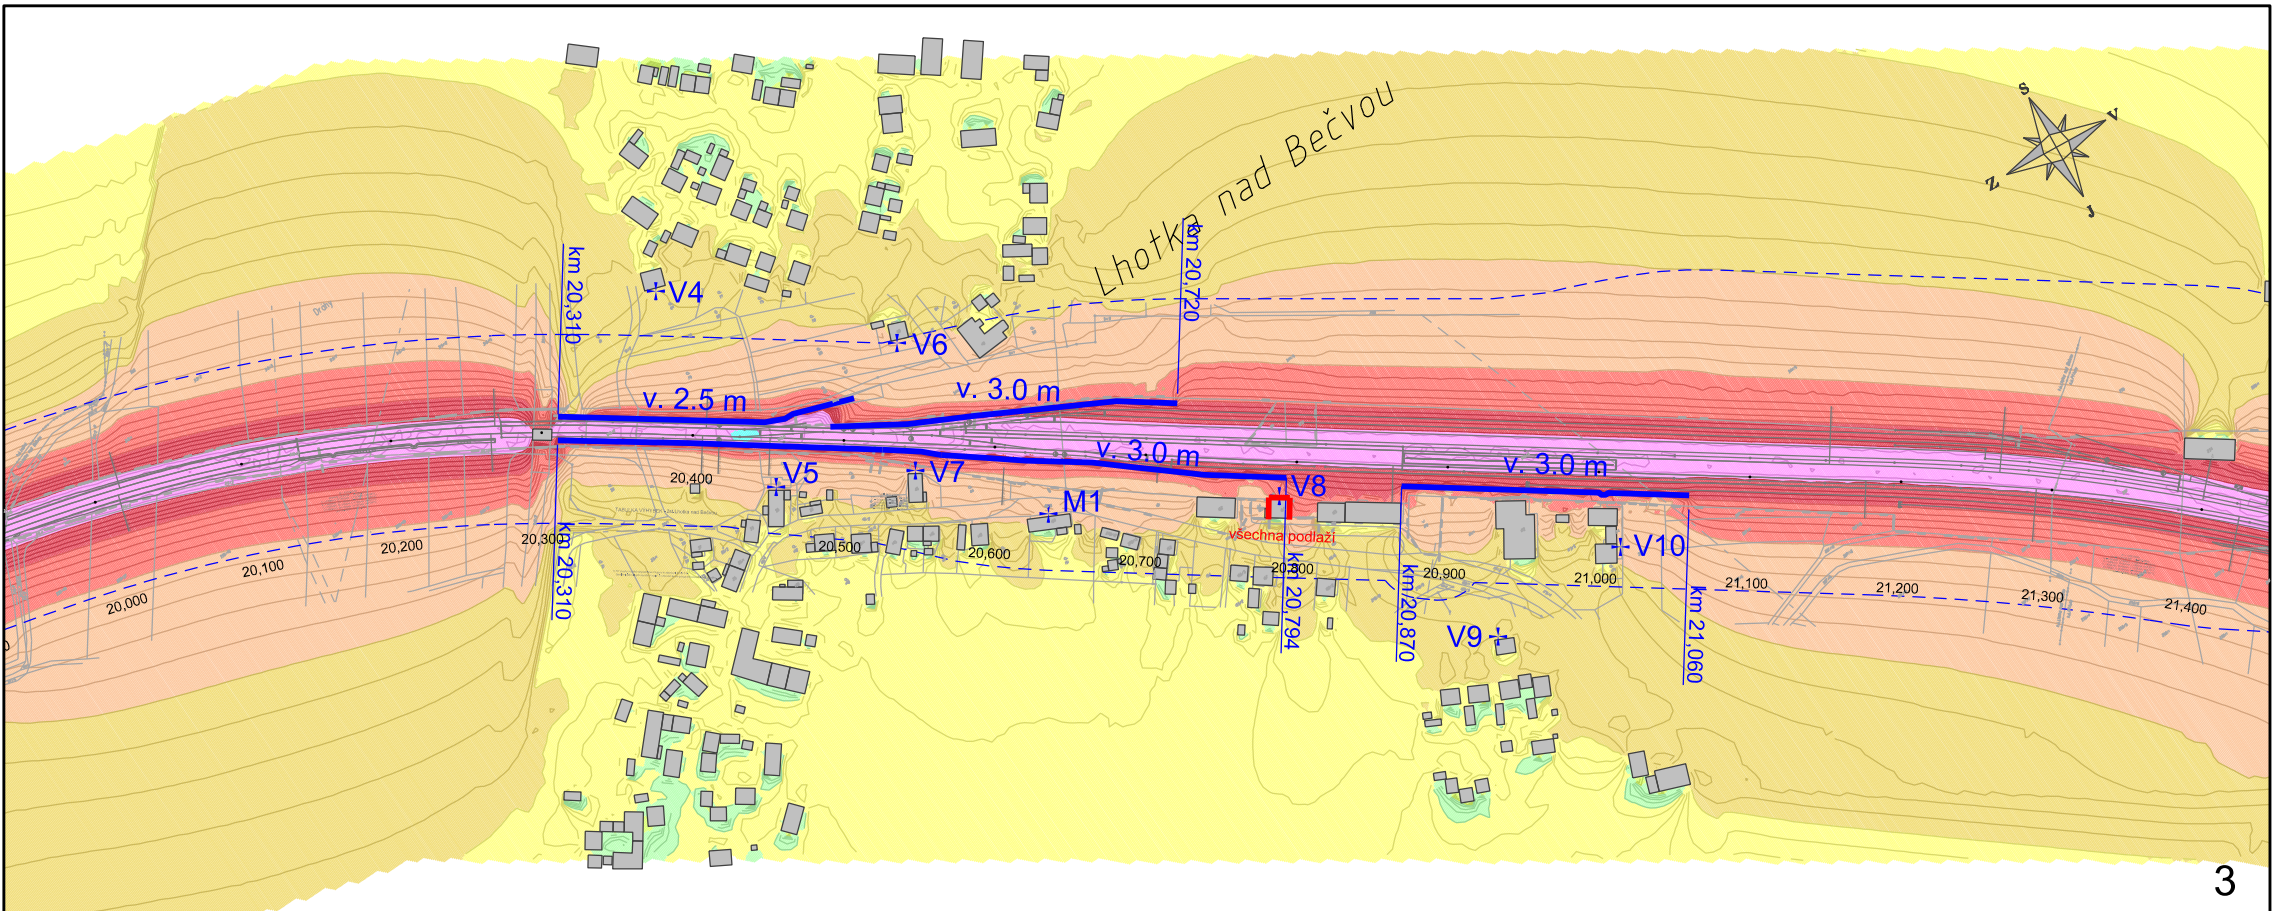 Lhotka nad Bečvou
S
V
Z
J
km 20,310
km 20,720
V4
V6
v. 2.5 m
v. 3.0 m
v. 3.0 m
v. 3.0 m
V5
V7
M1
V8
V10
V9
všechna podlaží
20,000
20,100
20,200
20,300
20,400
20,500
20,600
20,700
20,800
20,900
21,000
21,100
21,200
21,300
21,400
km 20,310
km 20,794
km 20,870
km 21,060
3